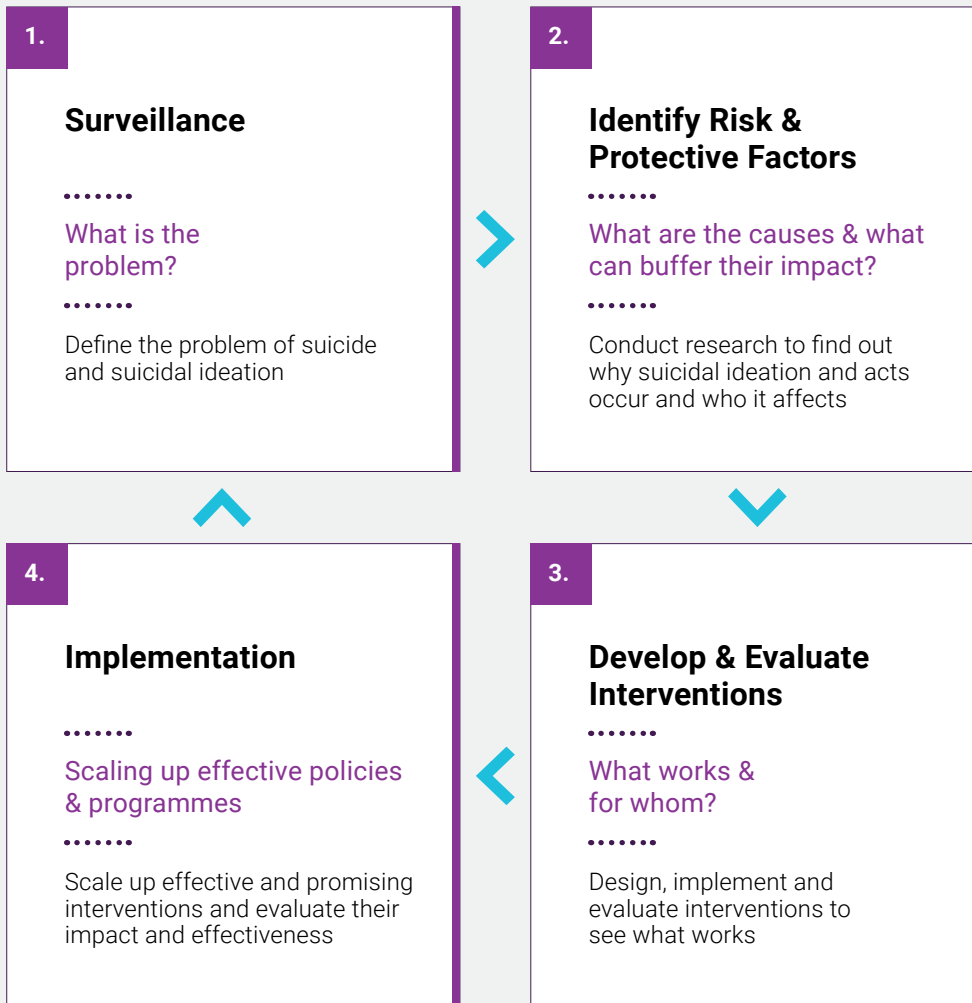 1.
Surveillance
What is the
problem?
Define the problem of suicide
and suicidal ideation
2.
Identify Risk &
Protective Factors
What are the causes & what
can buffer their impact?
Conduct research to find out
why suicidal ideation and acts
occur and who it affects
3.
Develop & Evaluate
Interventions
What works &
for whom?
Design, implement and
evaluate interventions to
see what works
4.
Implementation
Scaling up effective policies
& programmes
Scale up effective and promising
interventions and evaluate their
impact and effectiveness